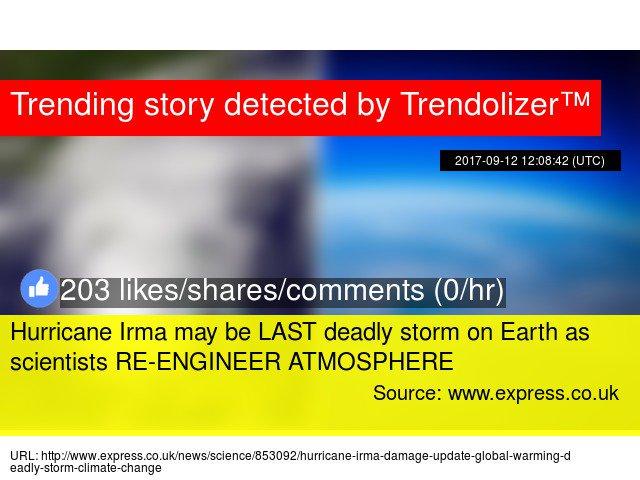 Trending story detected by Trendolizer™
2017-09-12 12:08:42 (UTC)
203 likes/shares/comments (0/hr)
Hurricane Irma may be LAST deadly storm on Earth as
scientists RE-ENGINEER ATMOSPHERE
Source: www.express.co.uk
URL: http://www.express.co.uk/news/science/853092/hurricane-irma-damage-update-global-warming-d
eadly-storm-climate-change